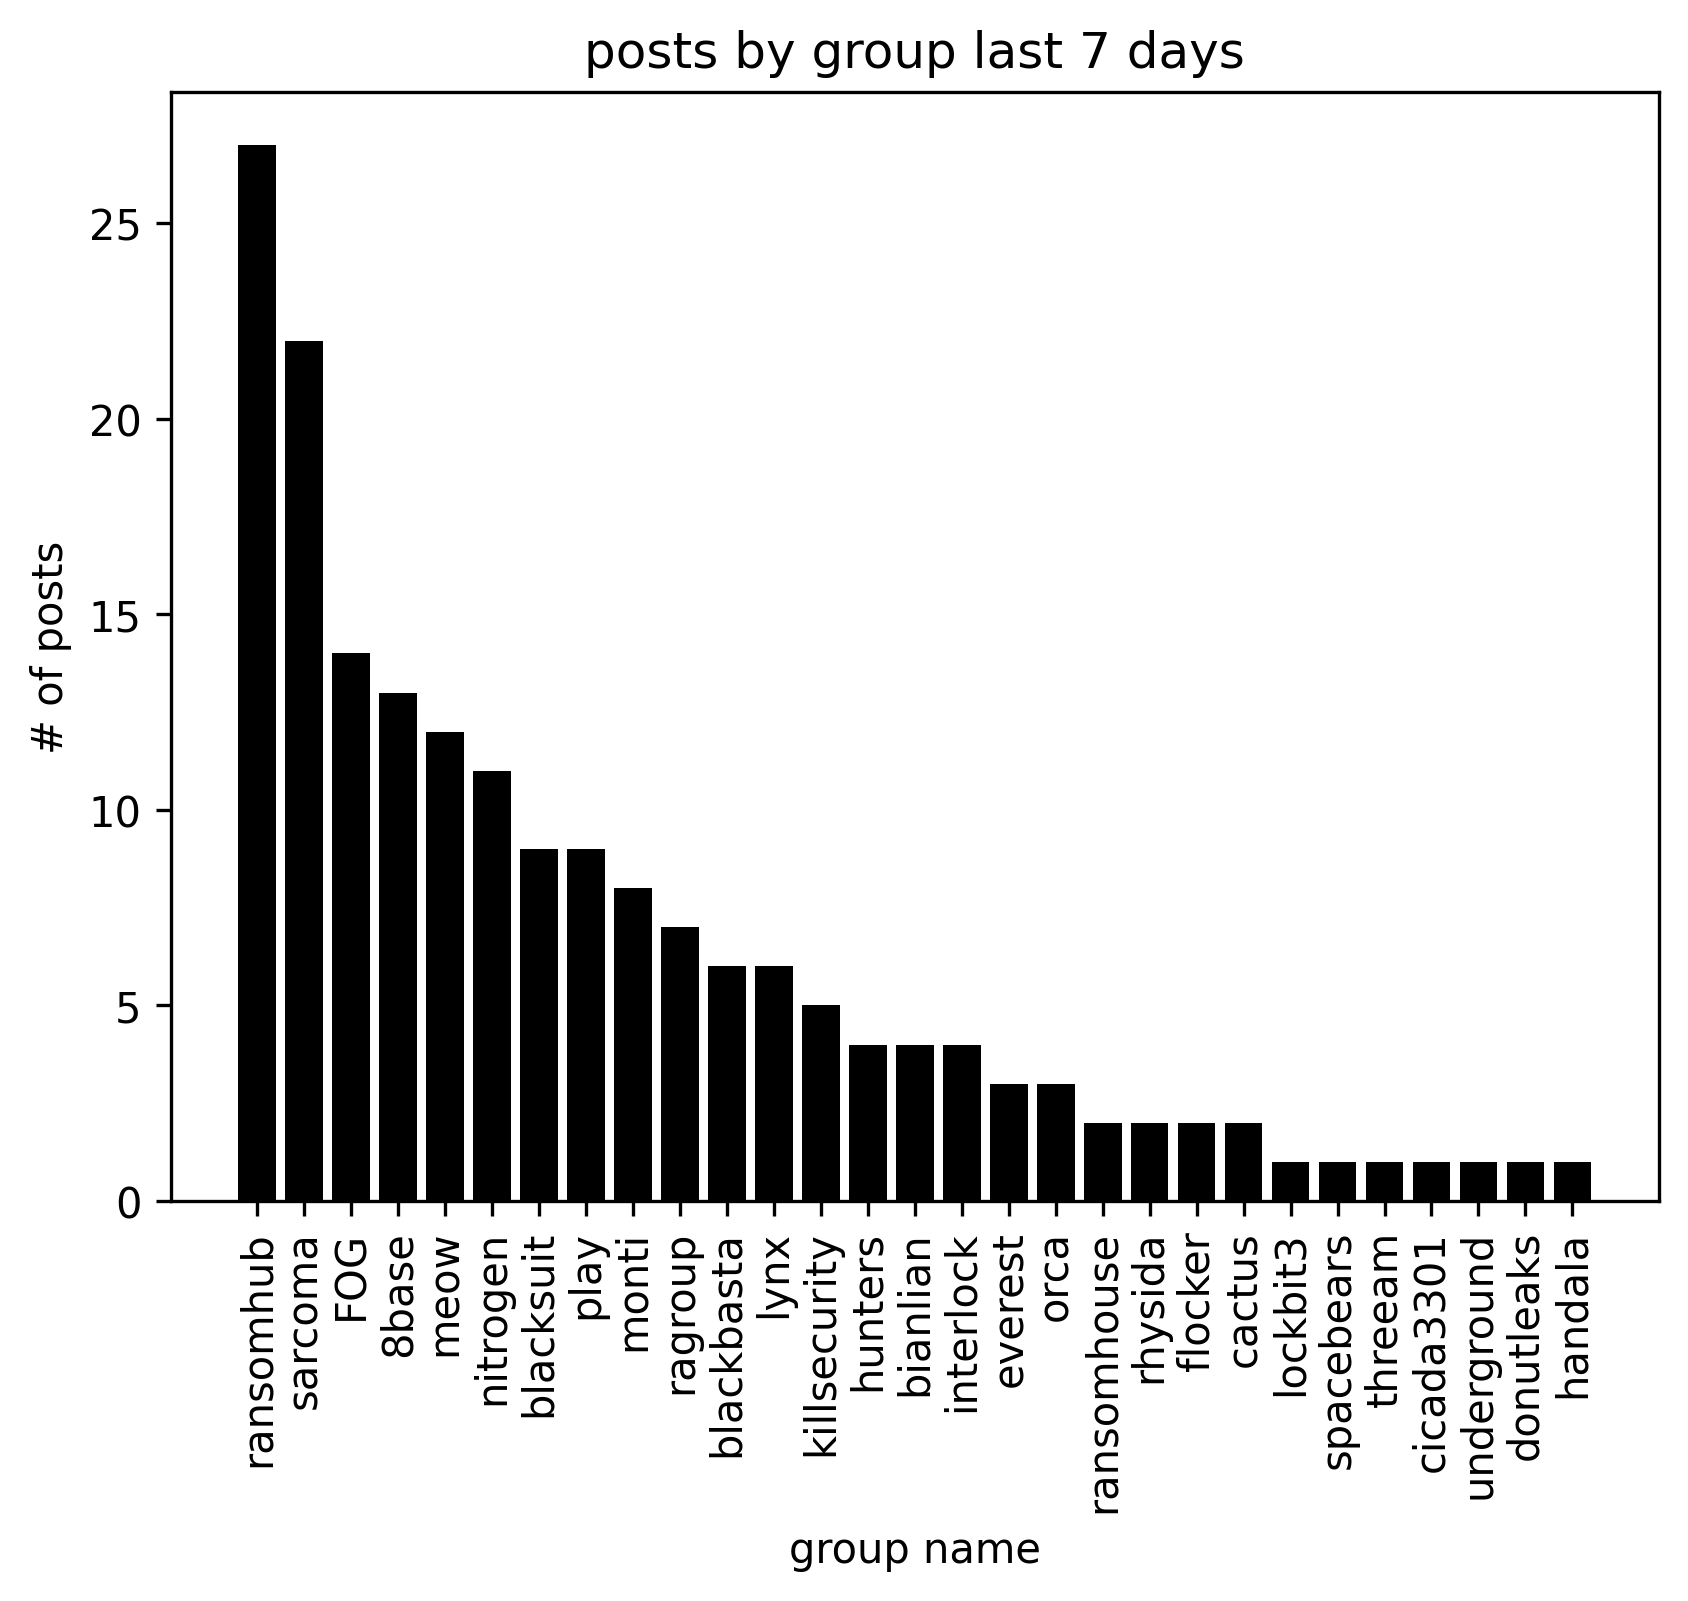 posts by group last 7 days
# of posts
25
20
15
10
5
0
ransomhub
sarcoma
FOG
8base
meow
nitrogen
blacksuit
play
monti
ragroup
blackbasta
lynx
killsecurity
hunters
bianlian
interlock
everest
orca
ransomhouse
rhysida
flocker
cactus
lockbit3
spacebears
threeam
cicada3301
underground
donutleaks
handala
group name